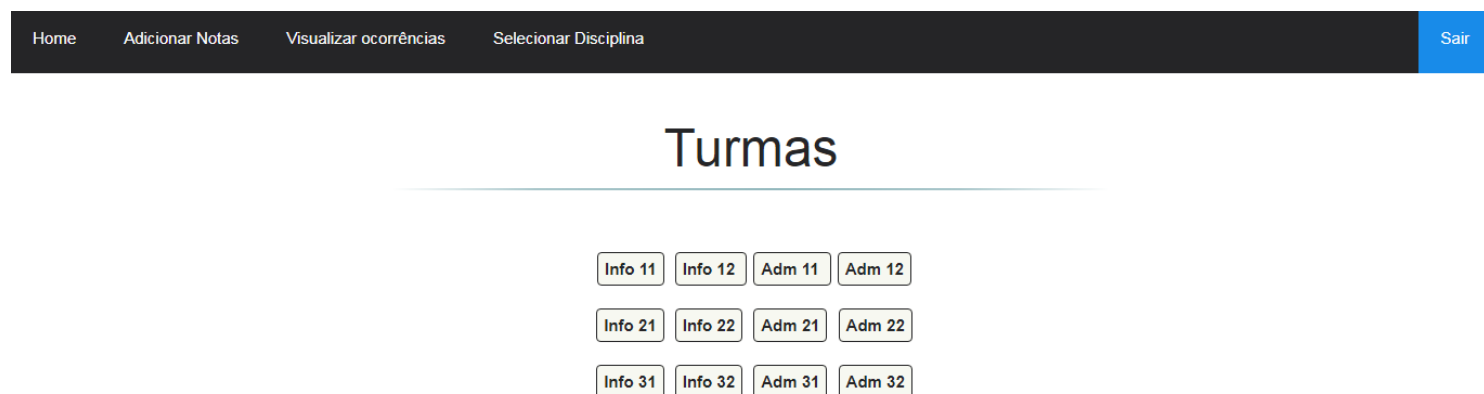 Home Adicionar Notas Visualizar ocorrências Selecionar Disciplina Sair
Turmas
Info 11 Info 12 Adm 11 Adm 12
Info 21 Info 22 Adm 21 Adm 22
Info 31 Info 32 Adm 31 Adm 32